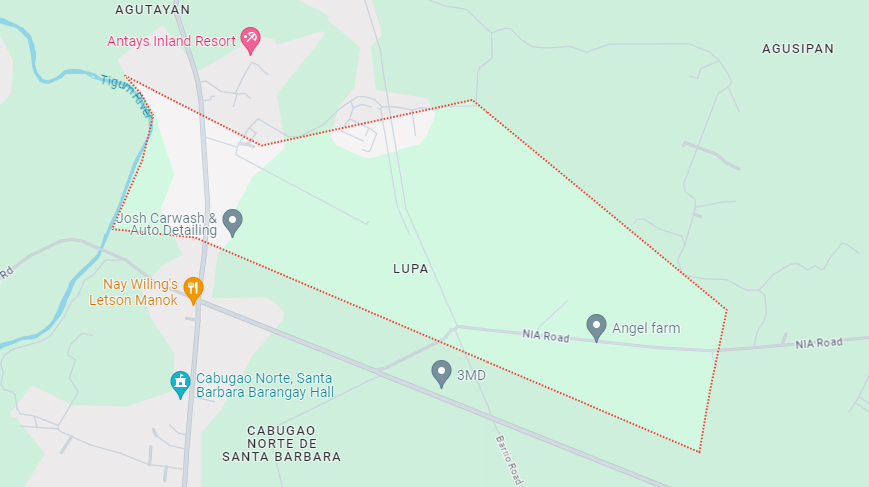 AGUTAYAN
Antays Inland Resort
AGUSIPAN
Tigum River
Josh Carwash &
Auto Detailing
LUPA
Rd
Nay Wiling's
Letson Manok
NIA Road
Angel farm
NIA Road
3MD
Cabugao Norte, Santa
Barbara Barangay Hall
CABUGAO
NORTE DE
SANTA BARBARA
Barrio Road